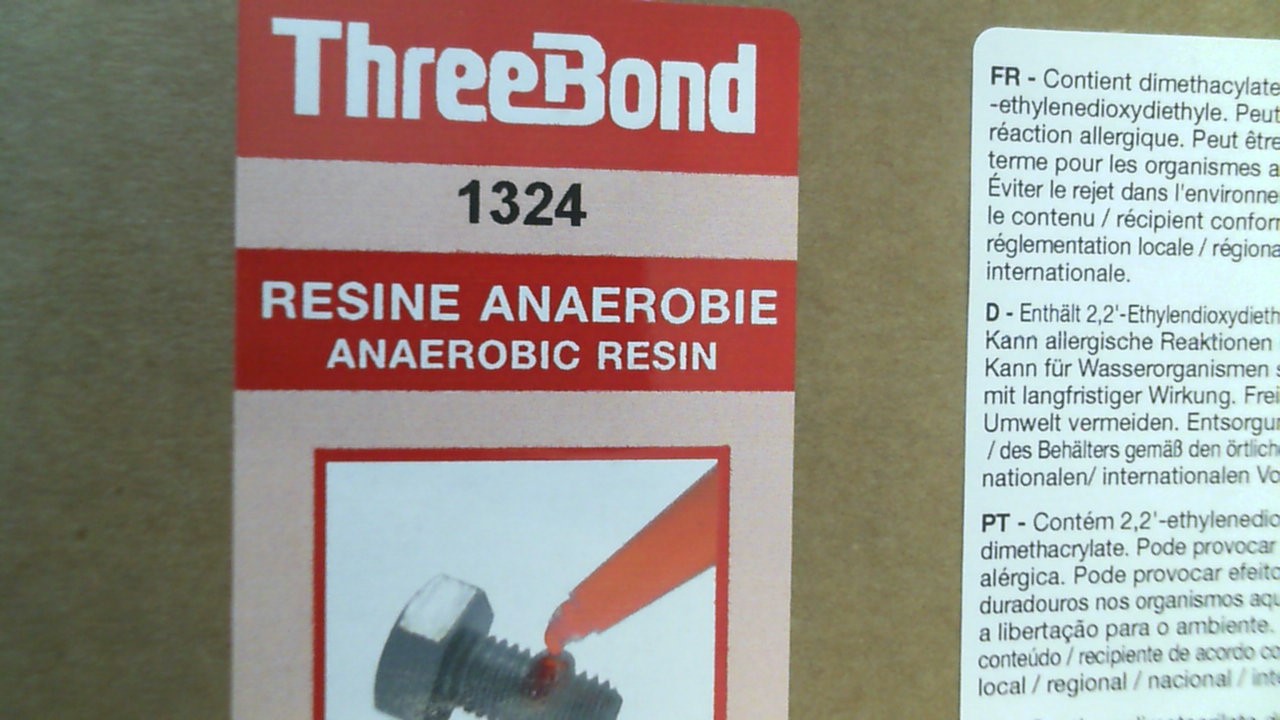 ThreeBond
1324
RESINE ANAEROBIE
ANAEROBIC RESIN
FR - Contient dimethacylate
-ethylenedioxydiethyle. Peut
réaction allergique. Peut être
terme pour les organismes
Éviter le rejet dans l'environne
le contenu / récipient confor
réglementation locale / régiona
internationale.
D - Enthält 2,2'-Ethylendioxydieth
Kann allergische Reaktionen
Kann für Wasserorganismen
mit langfristiger Wirkung. Frei
Umwelt vermeiden. Entsorgu
/ des Behälters gemäß den örtlich
nationalen/ internationalen Vo
PT - Contém 2,2'-ethylenedio
dimethacrylate. Pode provocar
alérgica. Pode provocar efeito
duradouros nos organismos aqu
a libertação para o ambiente.
conteúdo / recipiente de acordo co
local / regional / nacional / inte